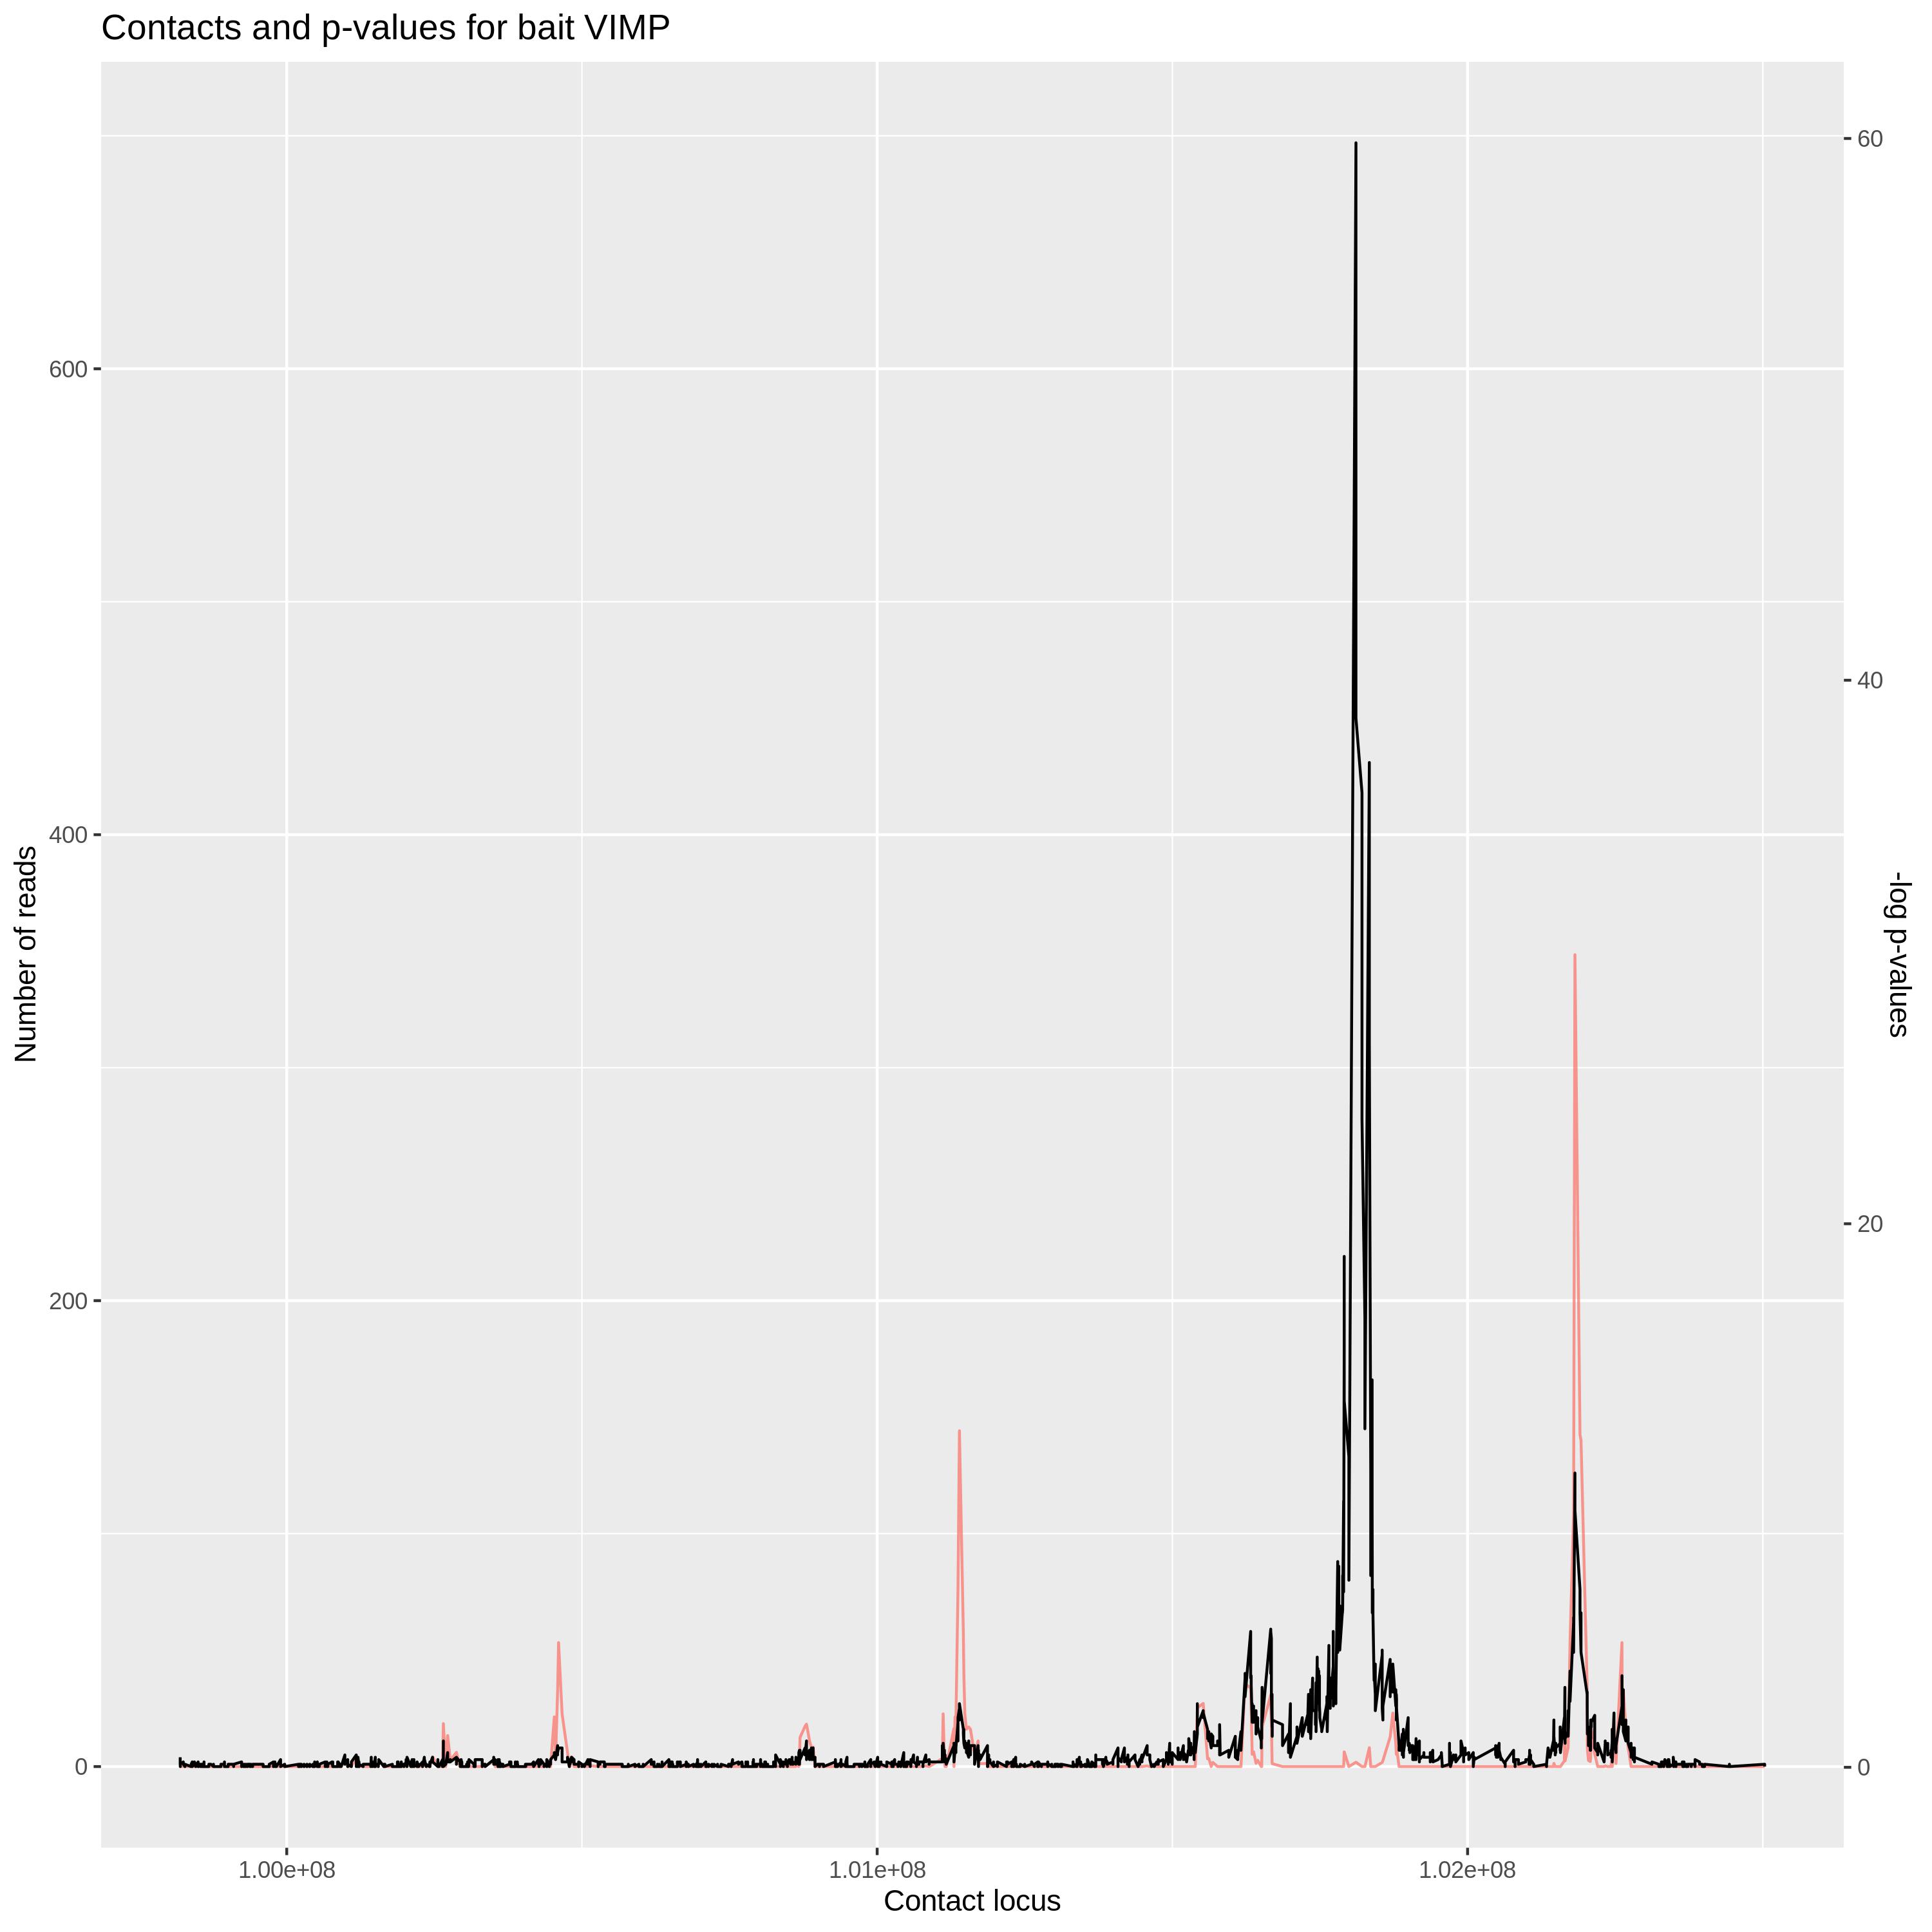 Contacts and p-values for bait VIMP
60
600
40
400
Number of reads
-log p-values
20
200
0
0
1.00e+08 1.01e+08 1.02e+08
Contact locus